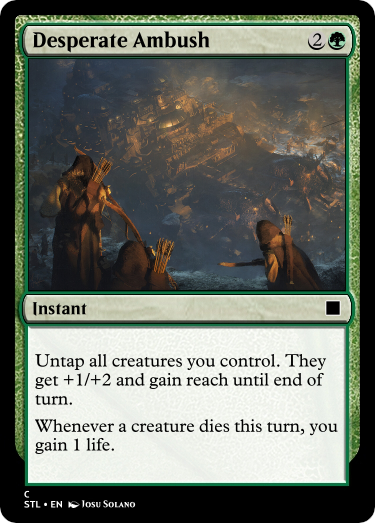 Desperate Ambush 2
Instant
Untap all creatures you control. They
get +1/+2 and gain reach until end of
turn.
Whenever a creature dies this turn, you
gain 1 life.
C
STL • EN Josu Solano